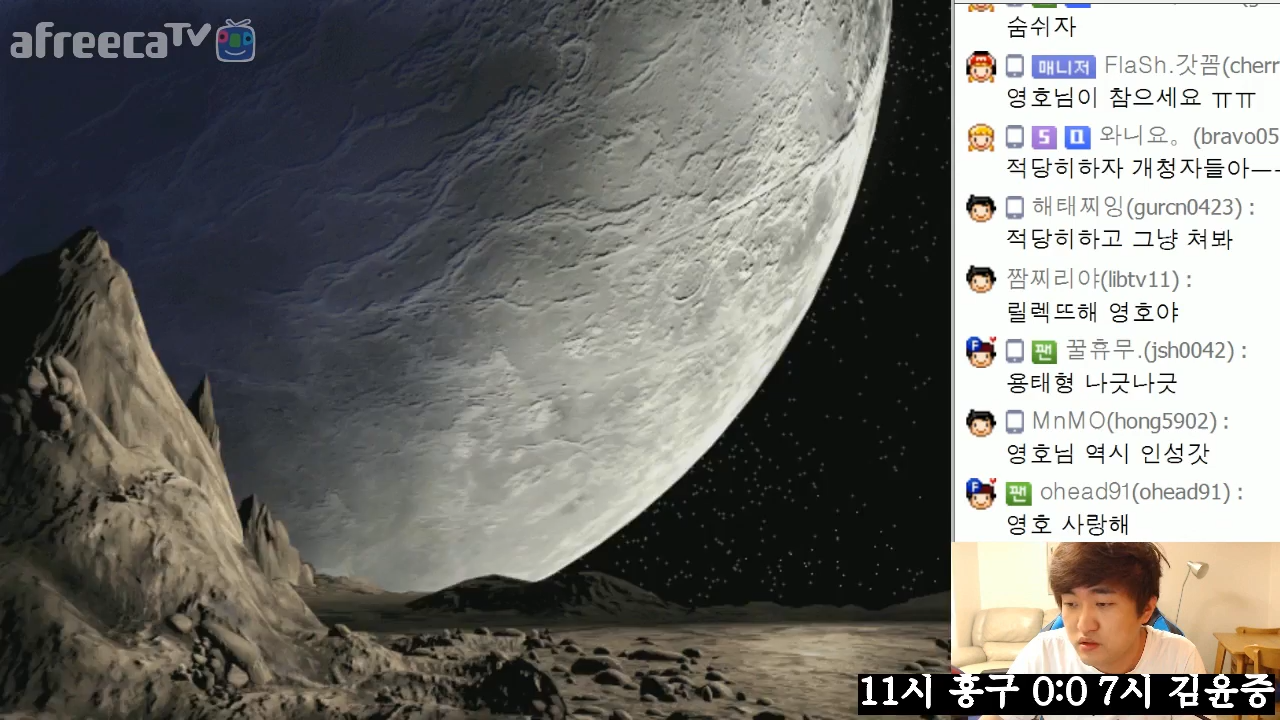 afreecaTV
숨쉬자
매니저 FlaSh.갓꼼(cherr
영호님이 참으세요 ㅠㅠ
S Q 와니요。(bravo05
적당히하자 개청자들아ㅡ-
해태찌잉(gurcn0423) :
적당히하고 그냥 쳐봐
짬찌리야(libtv11) :
릴렉뜨해 영호야
팬 꿀휴무.(jsh0042) :
용태형 나긋나긋
MnMO(hong5902) :
영호님 역시 인성갓
팬 ohead91(ohead91) :
영호 사랑해
11시 홍구 0:0 7시 김윤중